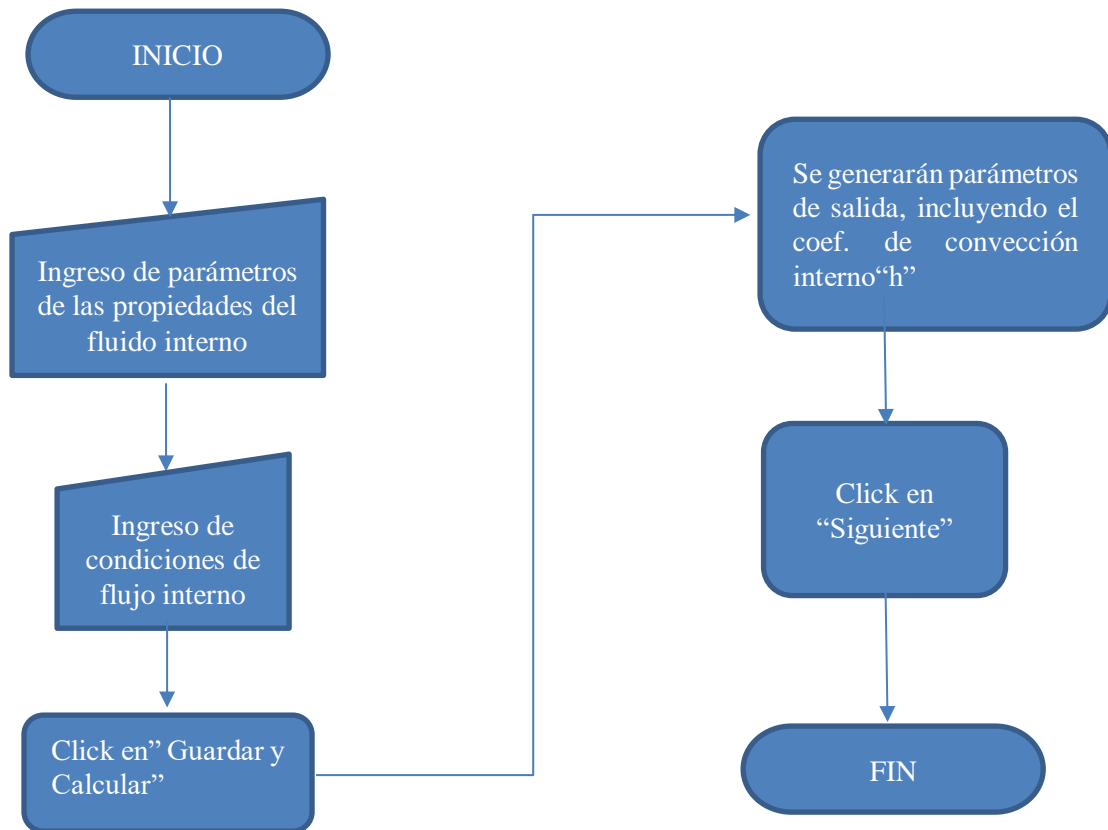 INICIO
Ingreso de parámetros
de las propiedades del
fluido interno
Ingreso de
condiciones de
flujo interno
Click en” Guardar y
Calcular”
Se generarán parámetros
de salida, incluyendo el
coef. de convección
interno“h”
Click en
“Siguiente”
FIN